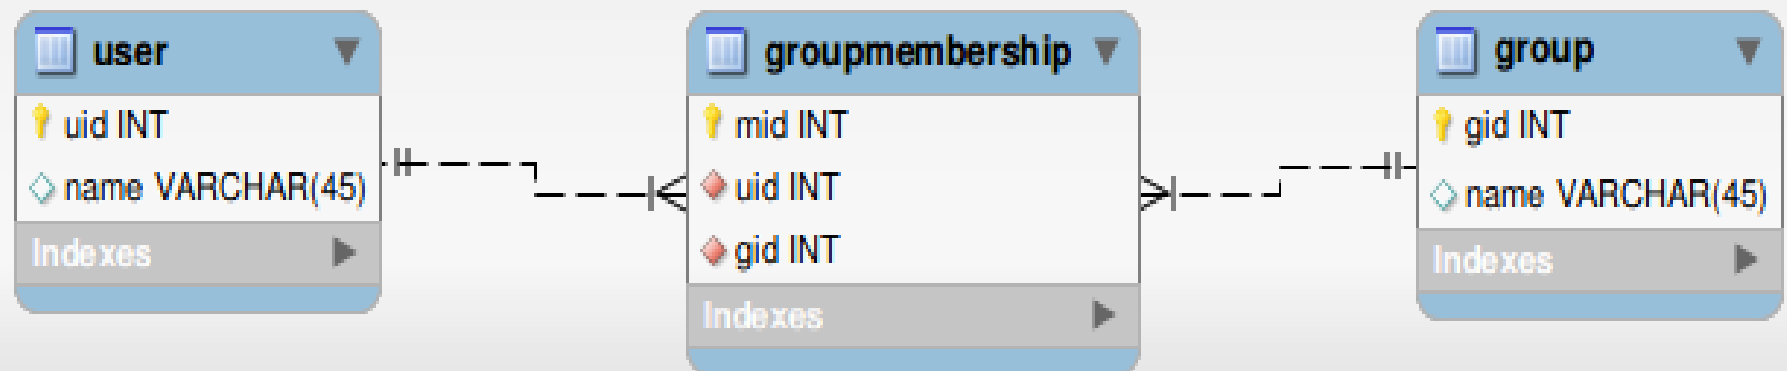 user
uid INT
name VARCHAR(45)
Indexes
groupmembership
mid INT
uid INT
gid INT
Indexes
group
gid INT
name VARCHAR(45)
Indexes